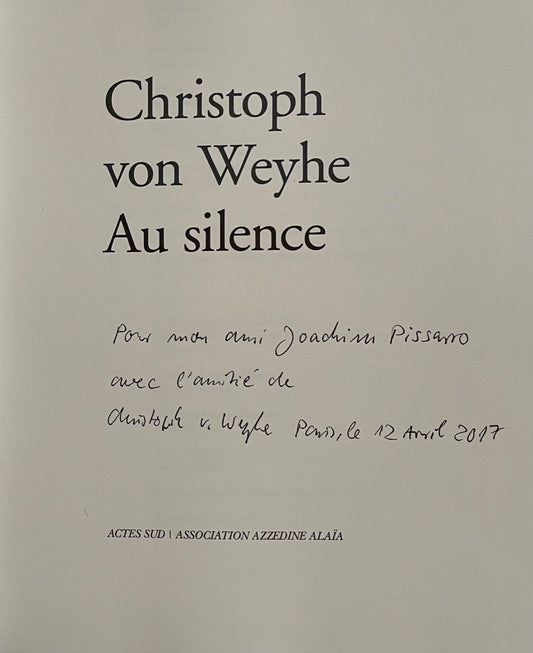 Christoph
von Weyhe
Au silence
Pour mon ami Joachim Pissarro
avec l'amitié de
Christoph v. Weyhe Paris, le 12 Avril 2017
ACTES SUD | ASSOCIATION AZZEDINE ALAÏA